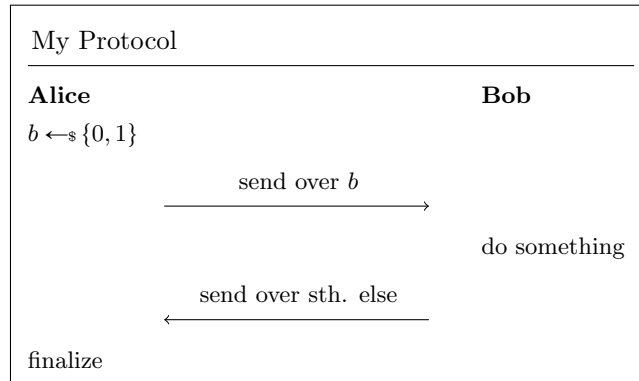 My Protocol
Alice Bob
b ←$ {0, 1}
send over b
do something
send over sth. else
finalize